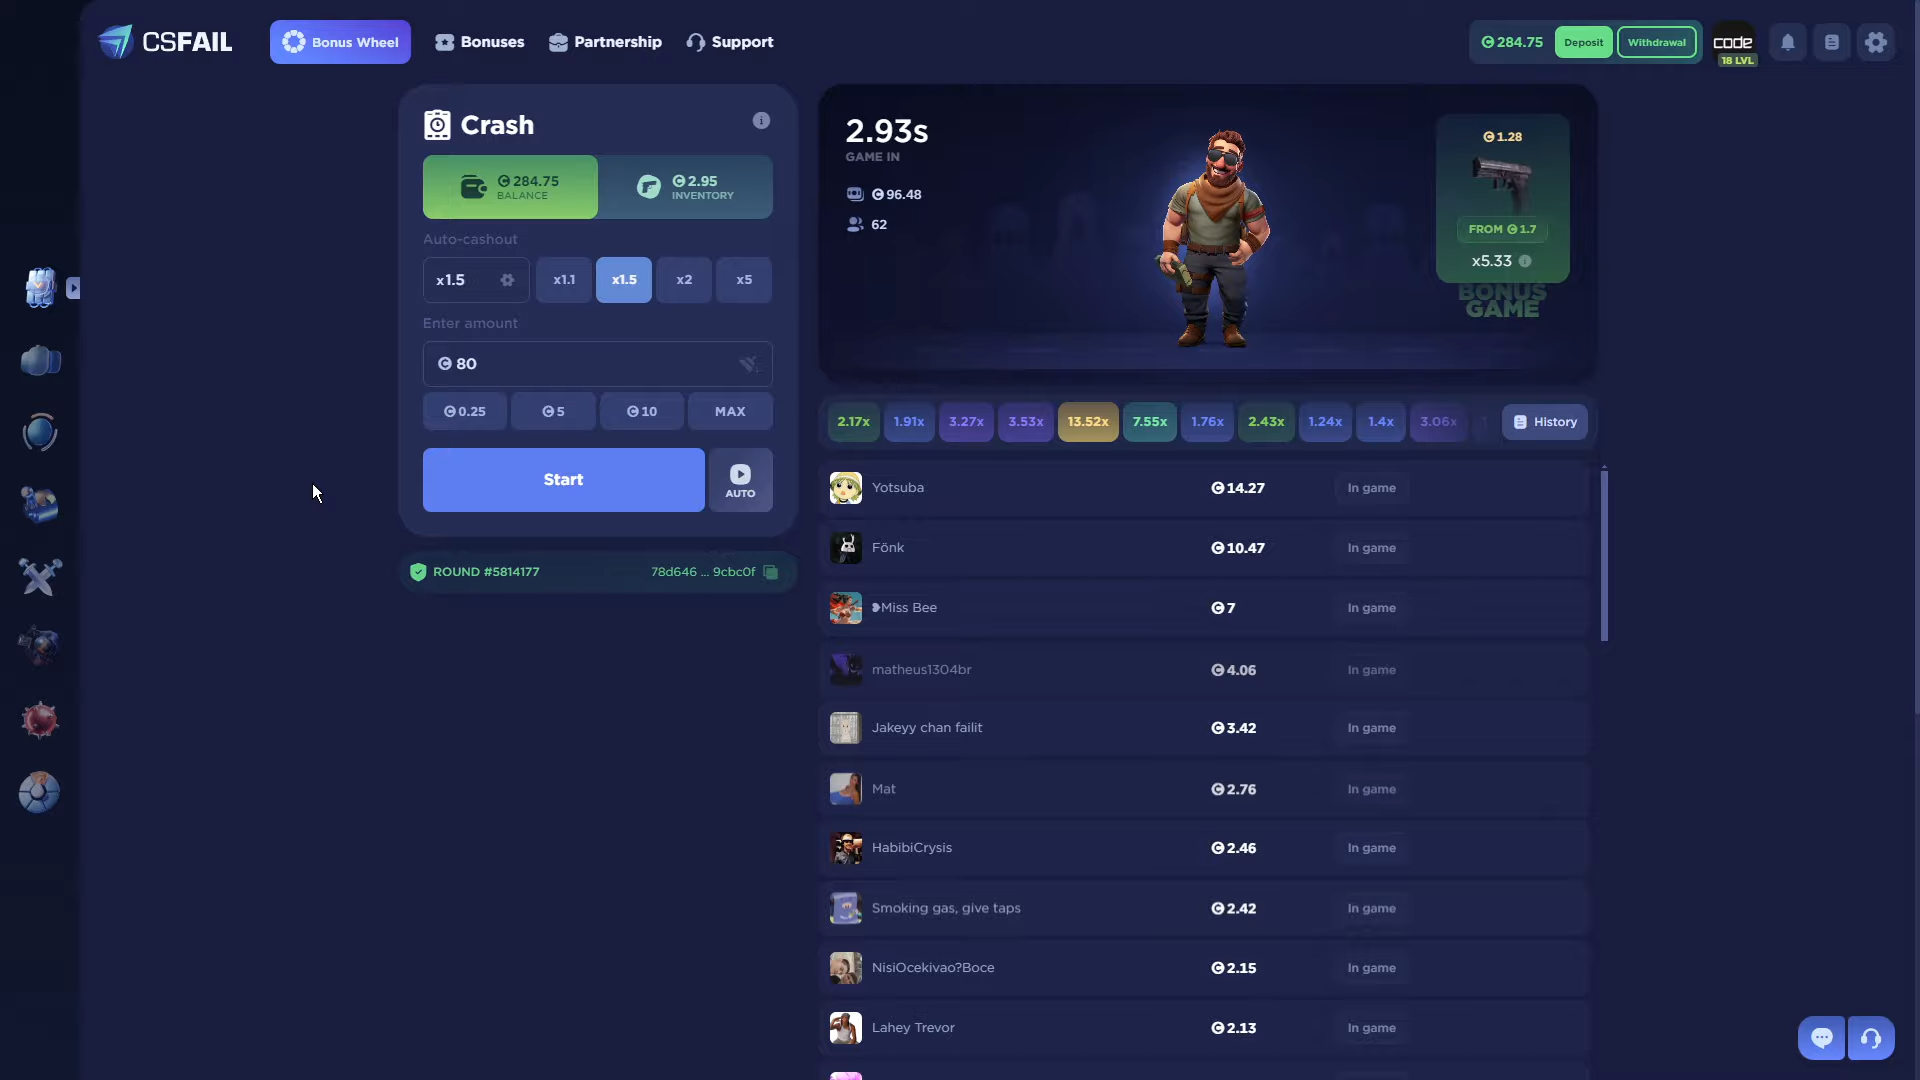 CSFAIL
Bonus Wheel
Bonuses
Partnership
Support
284.75
Deposit
Withdrawal
code
18 LVL
Crash
284.75
BALANCE
2.95
INVENTORY
Auto-cashout
x1.5
x1.1
x1.5
x2
x5
Enter amount
80
0.25
5
10
MAX
Start
AUTO
ROUND #5814177
78d646 ... 9cbc0f
2.93s
GAME IN
96.48
62
1.28
FROM 1.7
x5.33
BONUS
GAME
2.17x
1.91x
3.27x
3.53x
13.52x
7.55x
1.76x
2.43x
1.24x
1.4x
3.06x
History
Yotsuba 14.27 In game
Fönk 10.47 In game
❥Miss Bee 7 In game
matheus1304br 4.06 In game
Jakeyy chan failit 3.42 In game
Mat 2.76 In game
HabibiCrysis 2.46 In game
Smoking gas, give taps 2.42 In game
NisiOcekivao?Boce 2.15 In game
Lahey Trevor 2.13 In game